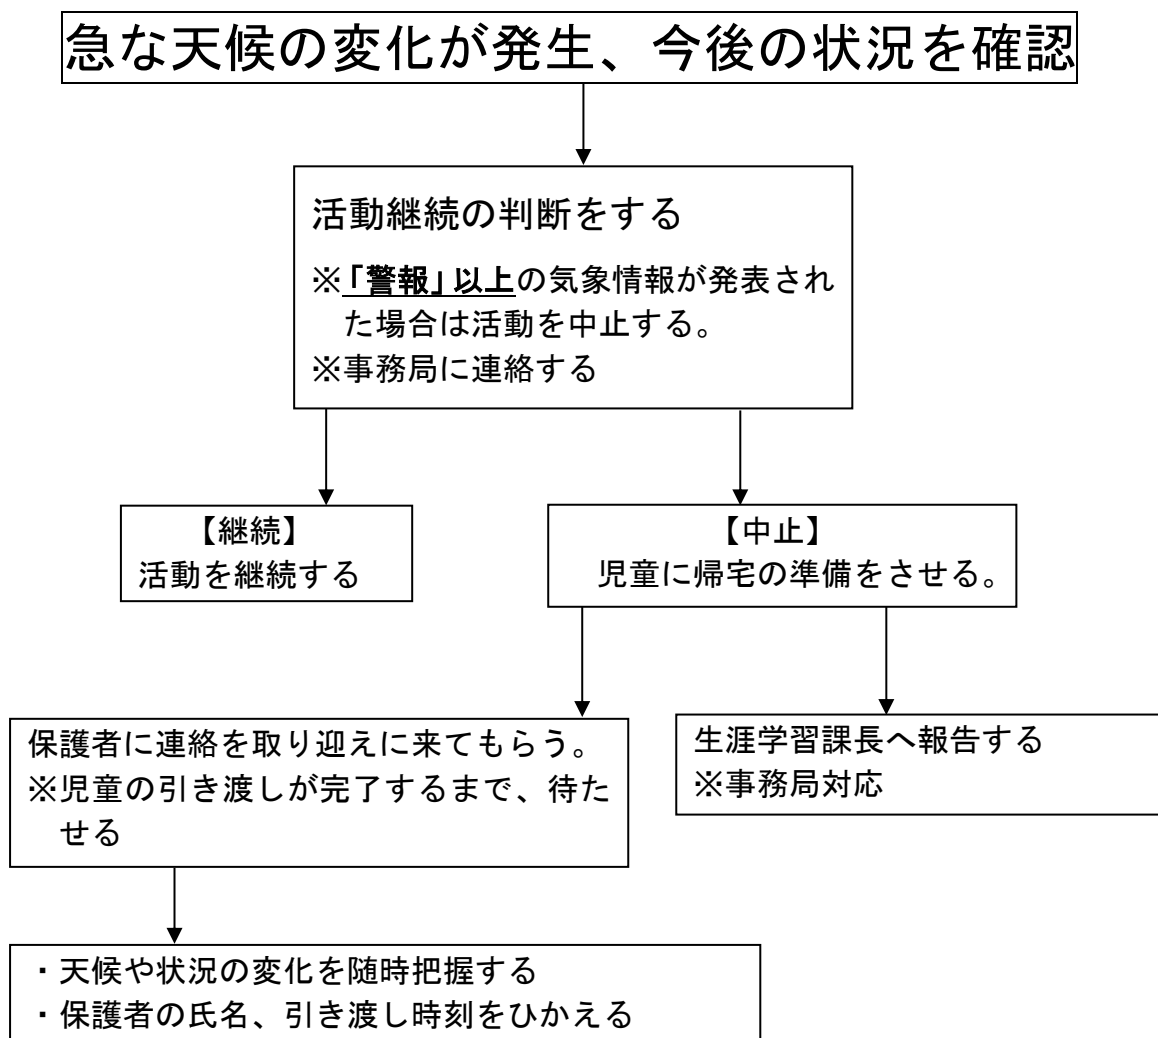 急な天候の変化が発生、今後の状況を確認
活動継続の判断をする
※「警報」以上の気象情報が発表され
た場合は活動を中止する。
※事務局に連絡する
【継続】
活動を継続する
【中止】
児童に帰宅の準備をさせる。
保護者に連絡を取り迎えに来てもらう。
※児童の引き渡しが完了するまで、待た
せる
生涯学習課長へ報告する
※事務局対応
・天候や状況の変化を随時把握する
・保護者の氏名、引き渡し時刻をひかえる